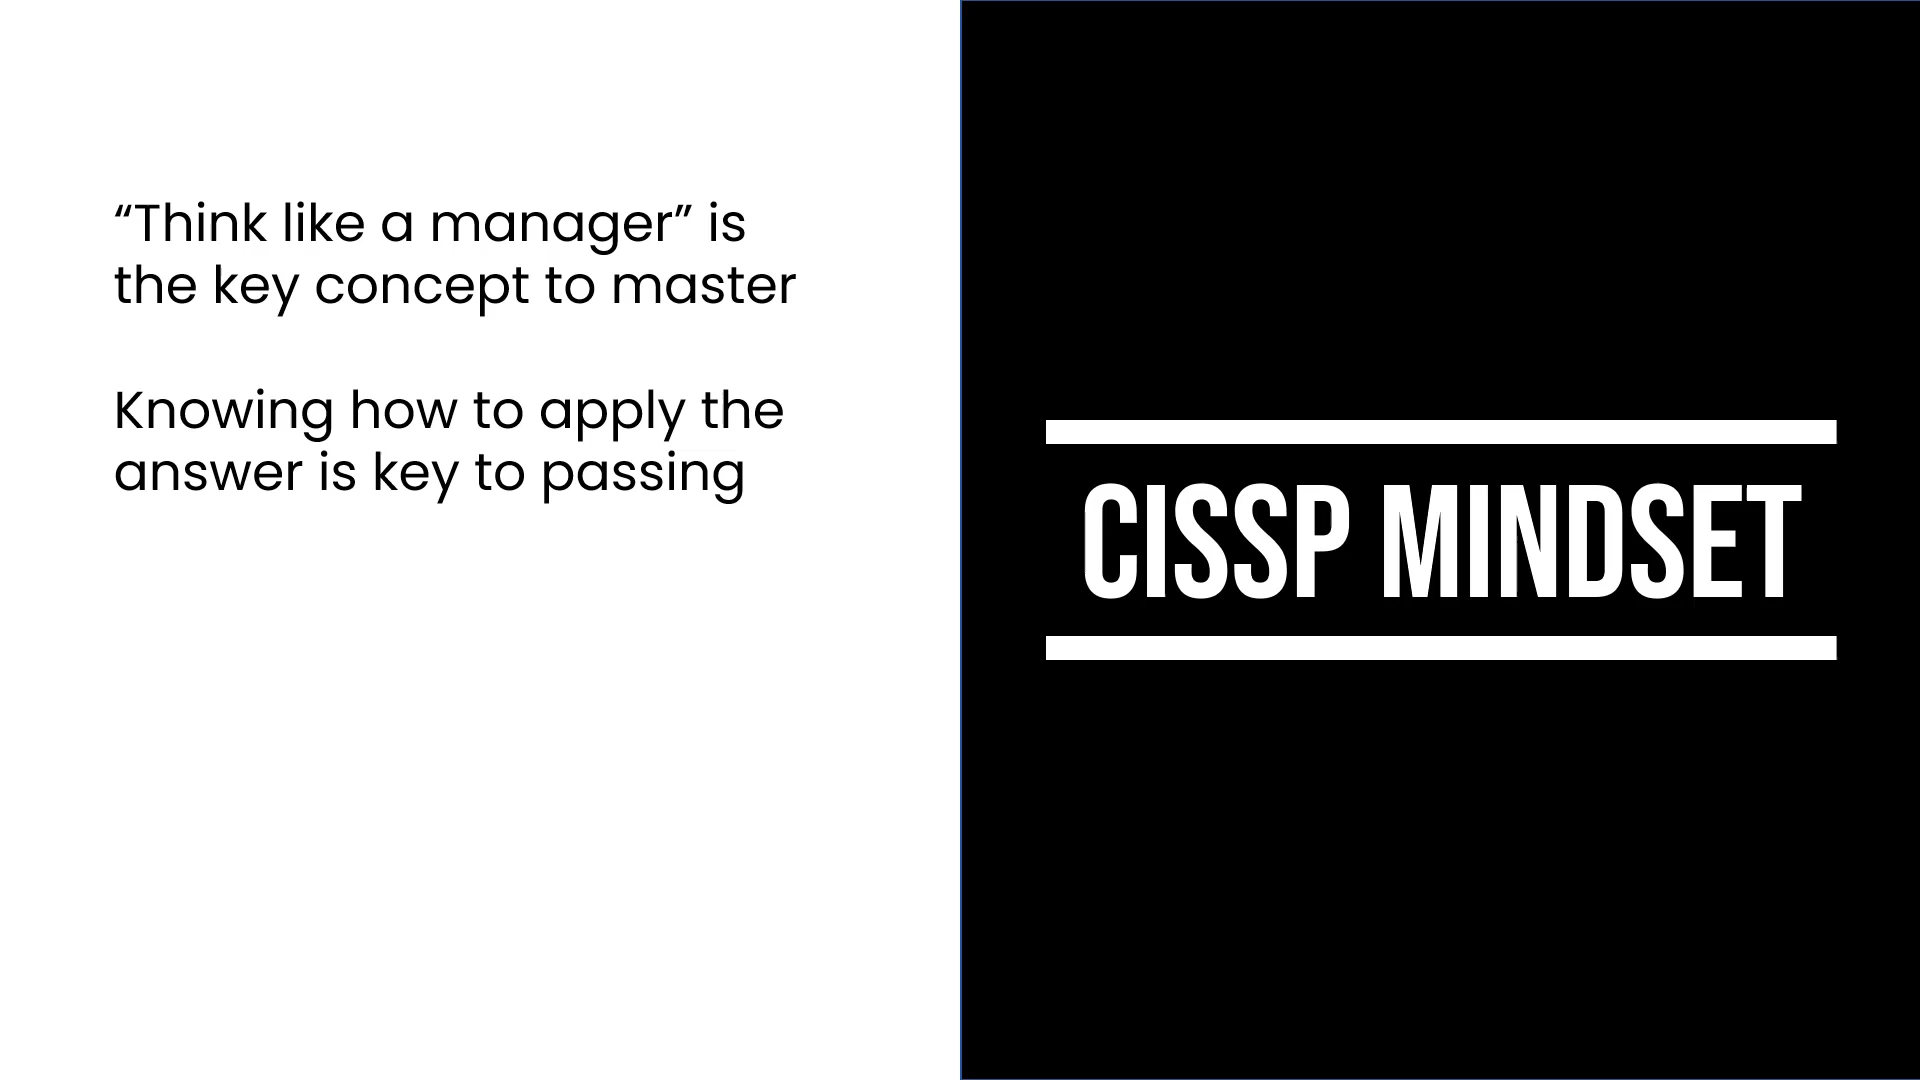 “Think like a manager” is
the key concept to master
Knowing how to apply the
answer is key to passing
CISSP MINDSET